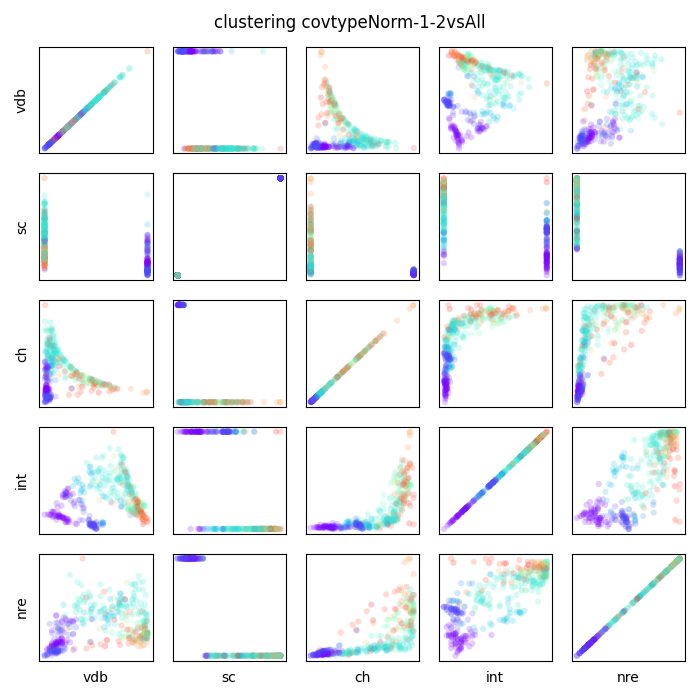 clustering covtypeNorm-1-2vsAll
vdb
sc
ch
int
nre
vdb sc ch int nre